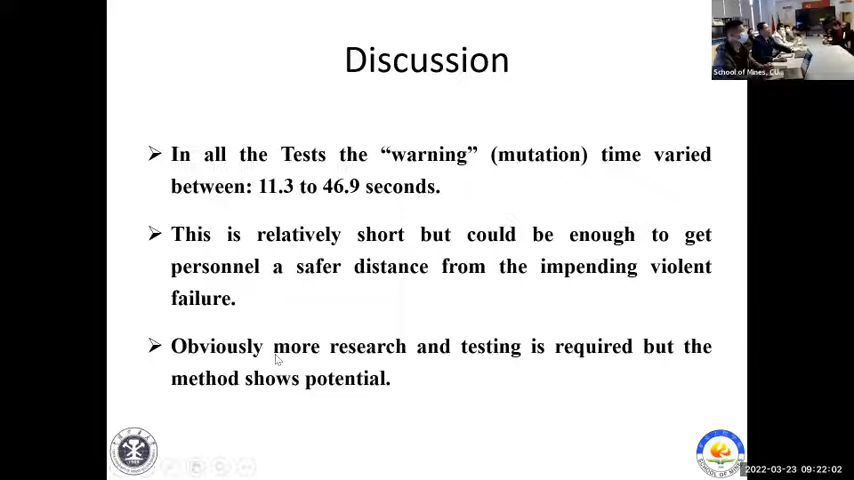 Discussion
School of Mines, CU
➢ In all the Tests the “warning” (mutation) time varied
between: 11.3 to 46.9 seconds.
➢ This is relatively short but could be enough to get
personnel a safer distance from the impending violent
failure.
➢ Obviously more research and testing is required but the
method shows potential.
2022-03-23 09:22:02